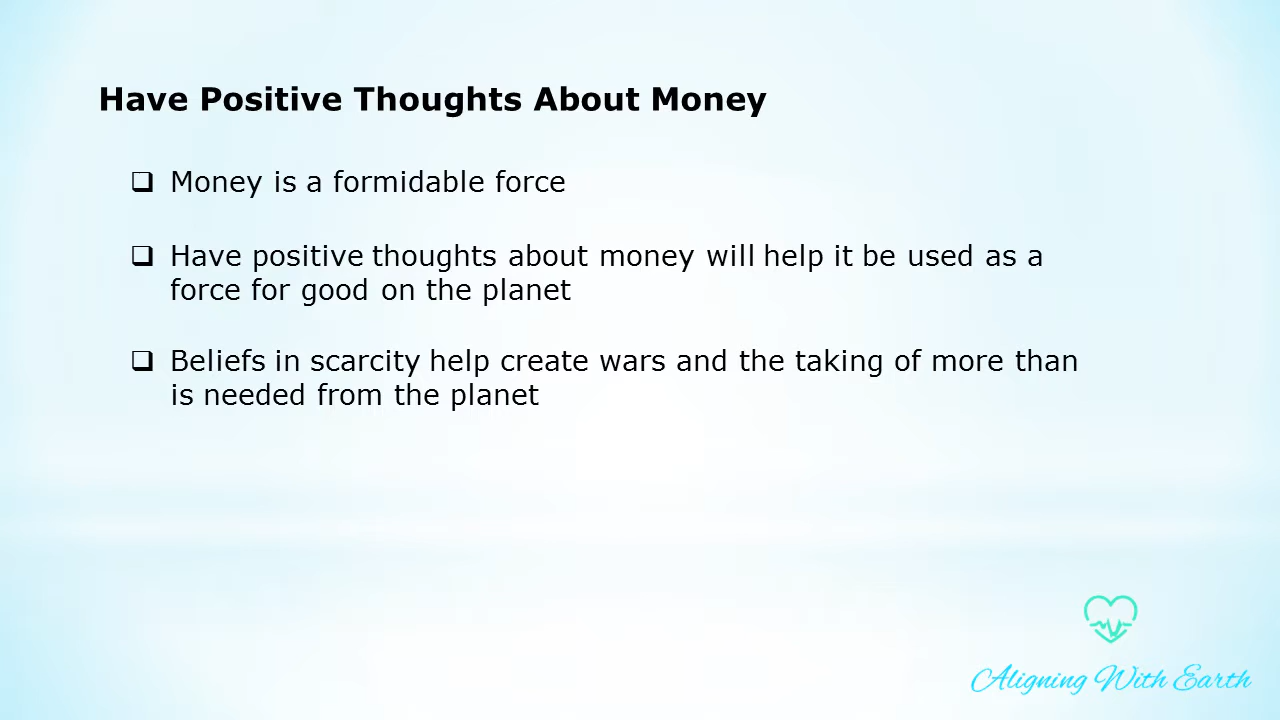 Have Positive Thoughts About Money
❑ Money is a formidable force
❑ Have positive thoughts about money will help it be used as a
force for good on the planet
❑ Beliefs in scarcity help create wars and the taking of more than
is needed from the planet
Aligning With Earth